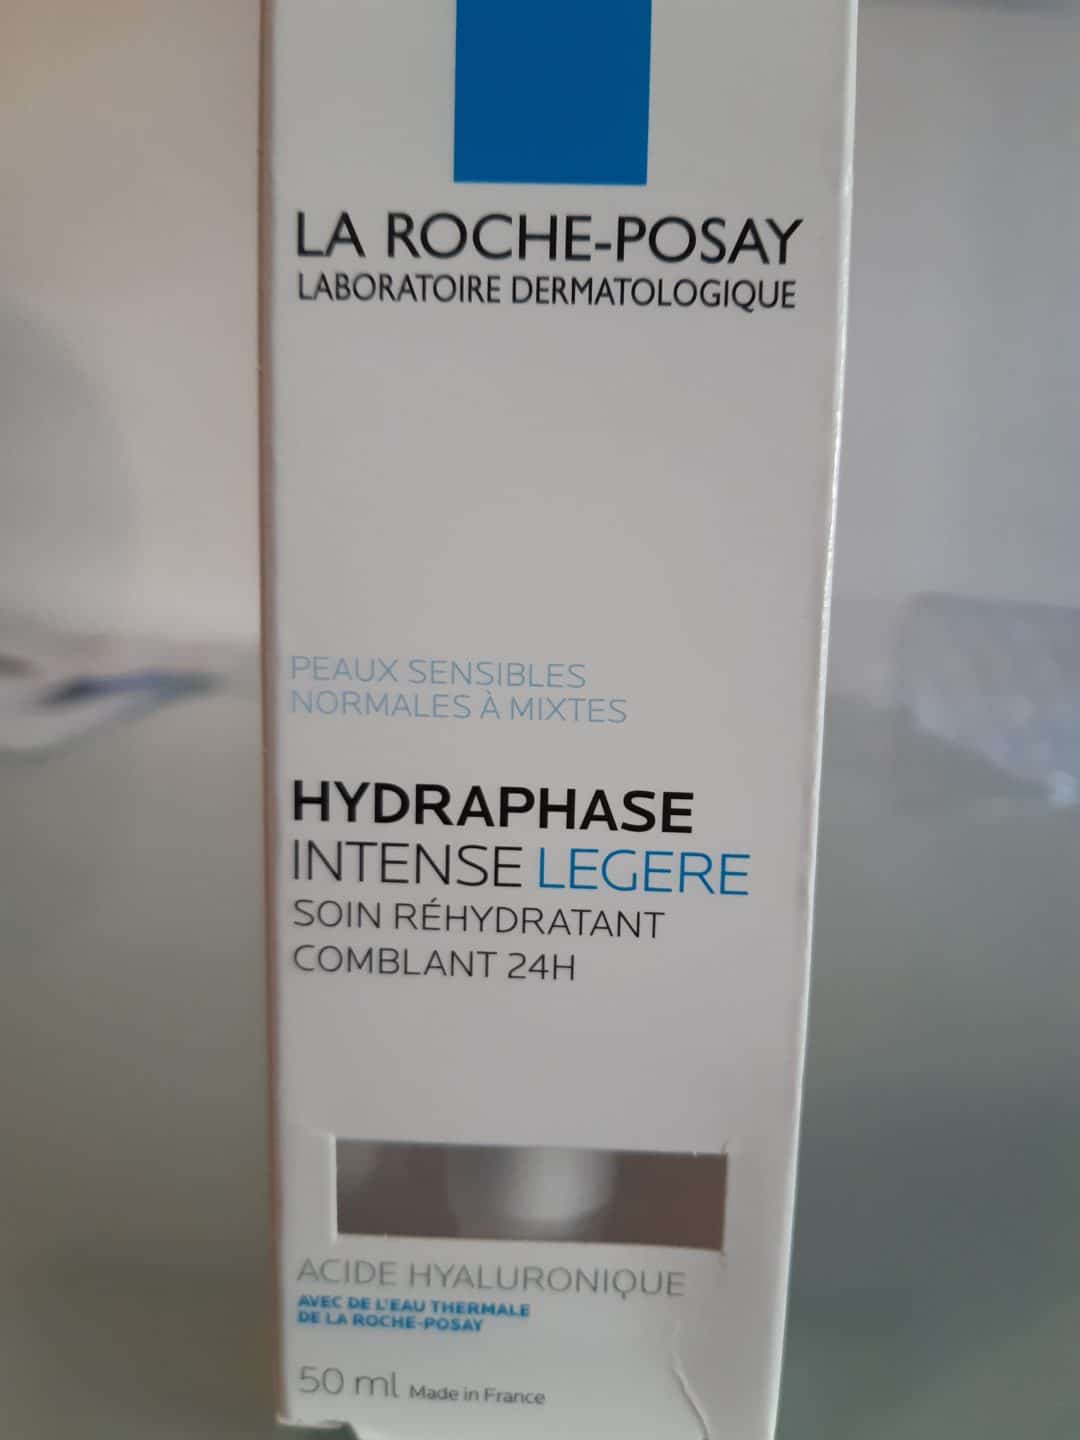 LA ROCHE-POSAY
LABORATOIRE DERMATOLOGIQUE
PEAUX SENSIBLES
NORMALES À MIXTES
HYDRAPHASE
INTENSE LEGERE
SOIN RÉHYDRATANT
COMBLANT 24H
ACIDE HYALURONIQUE
AVEC DE L'EAU THERMALE
DE LA ROCHE-POSAY
50 ml Made in France